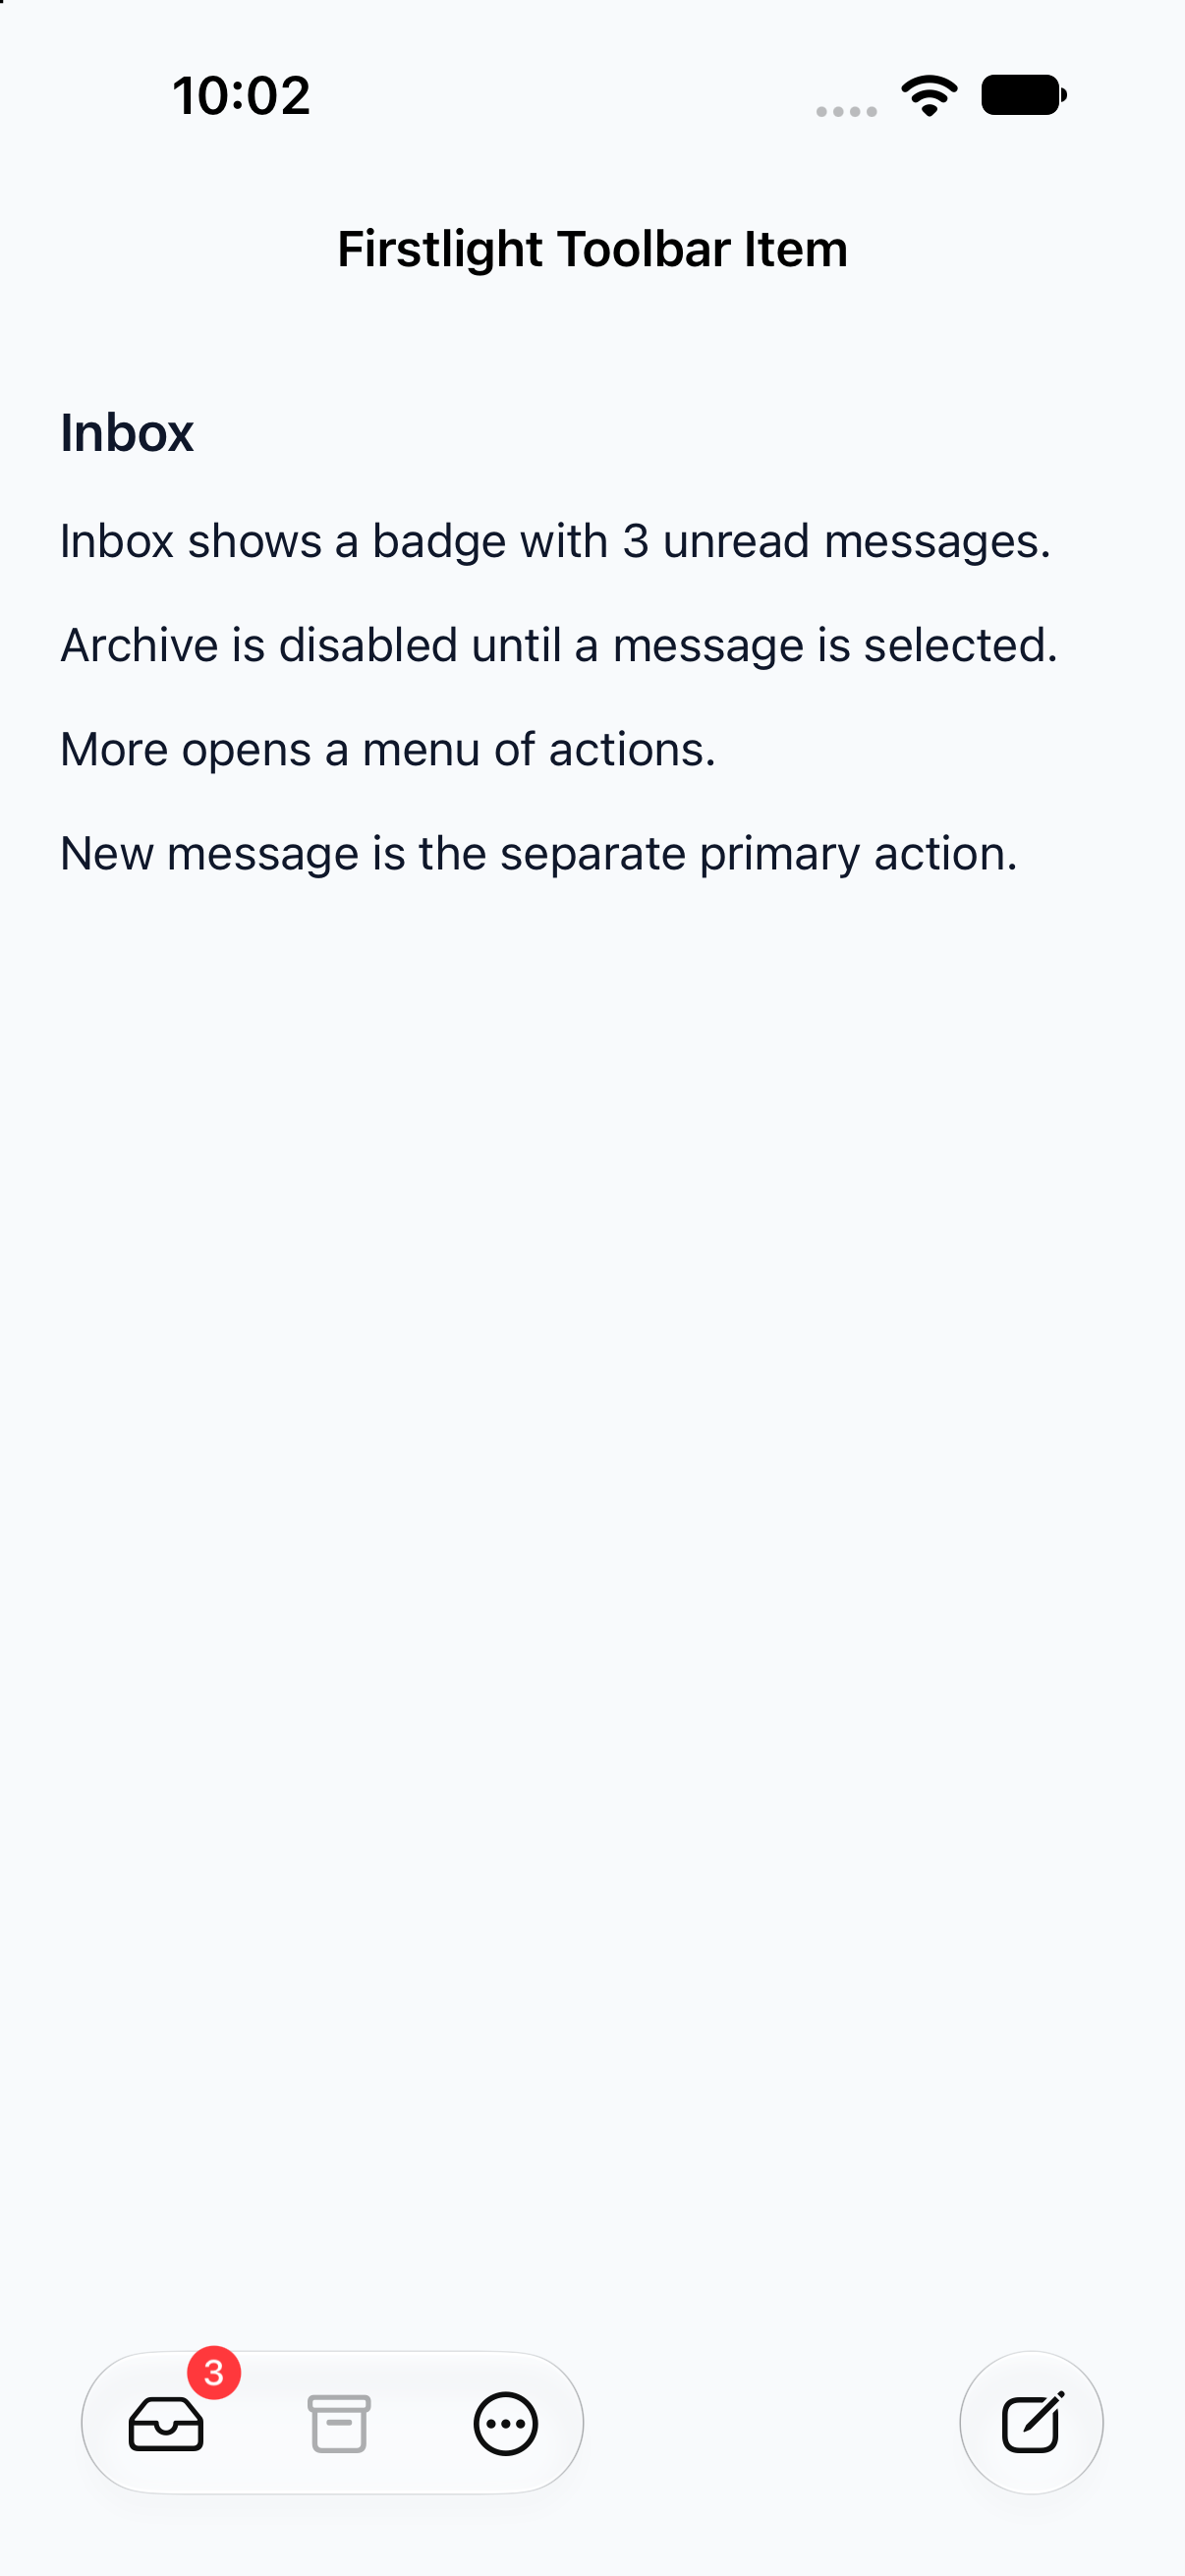 10:02
Firstlight Toolbar Item
Inbox
Inbox shows a badge with 3 unread messages.
Archive is disabled until a message is selected.
More opens a menu of actions.
New message is the separate primary action.
3